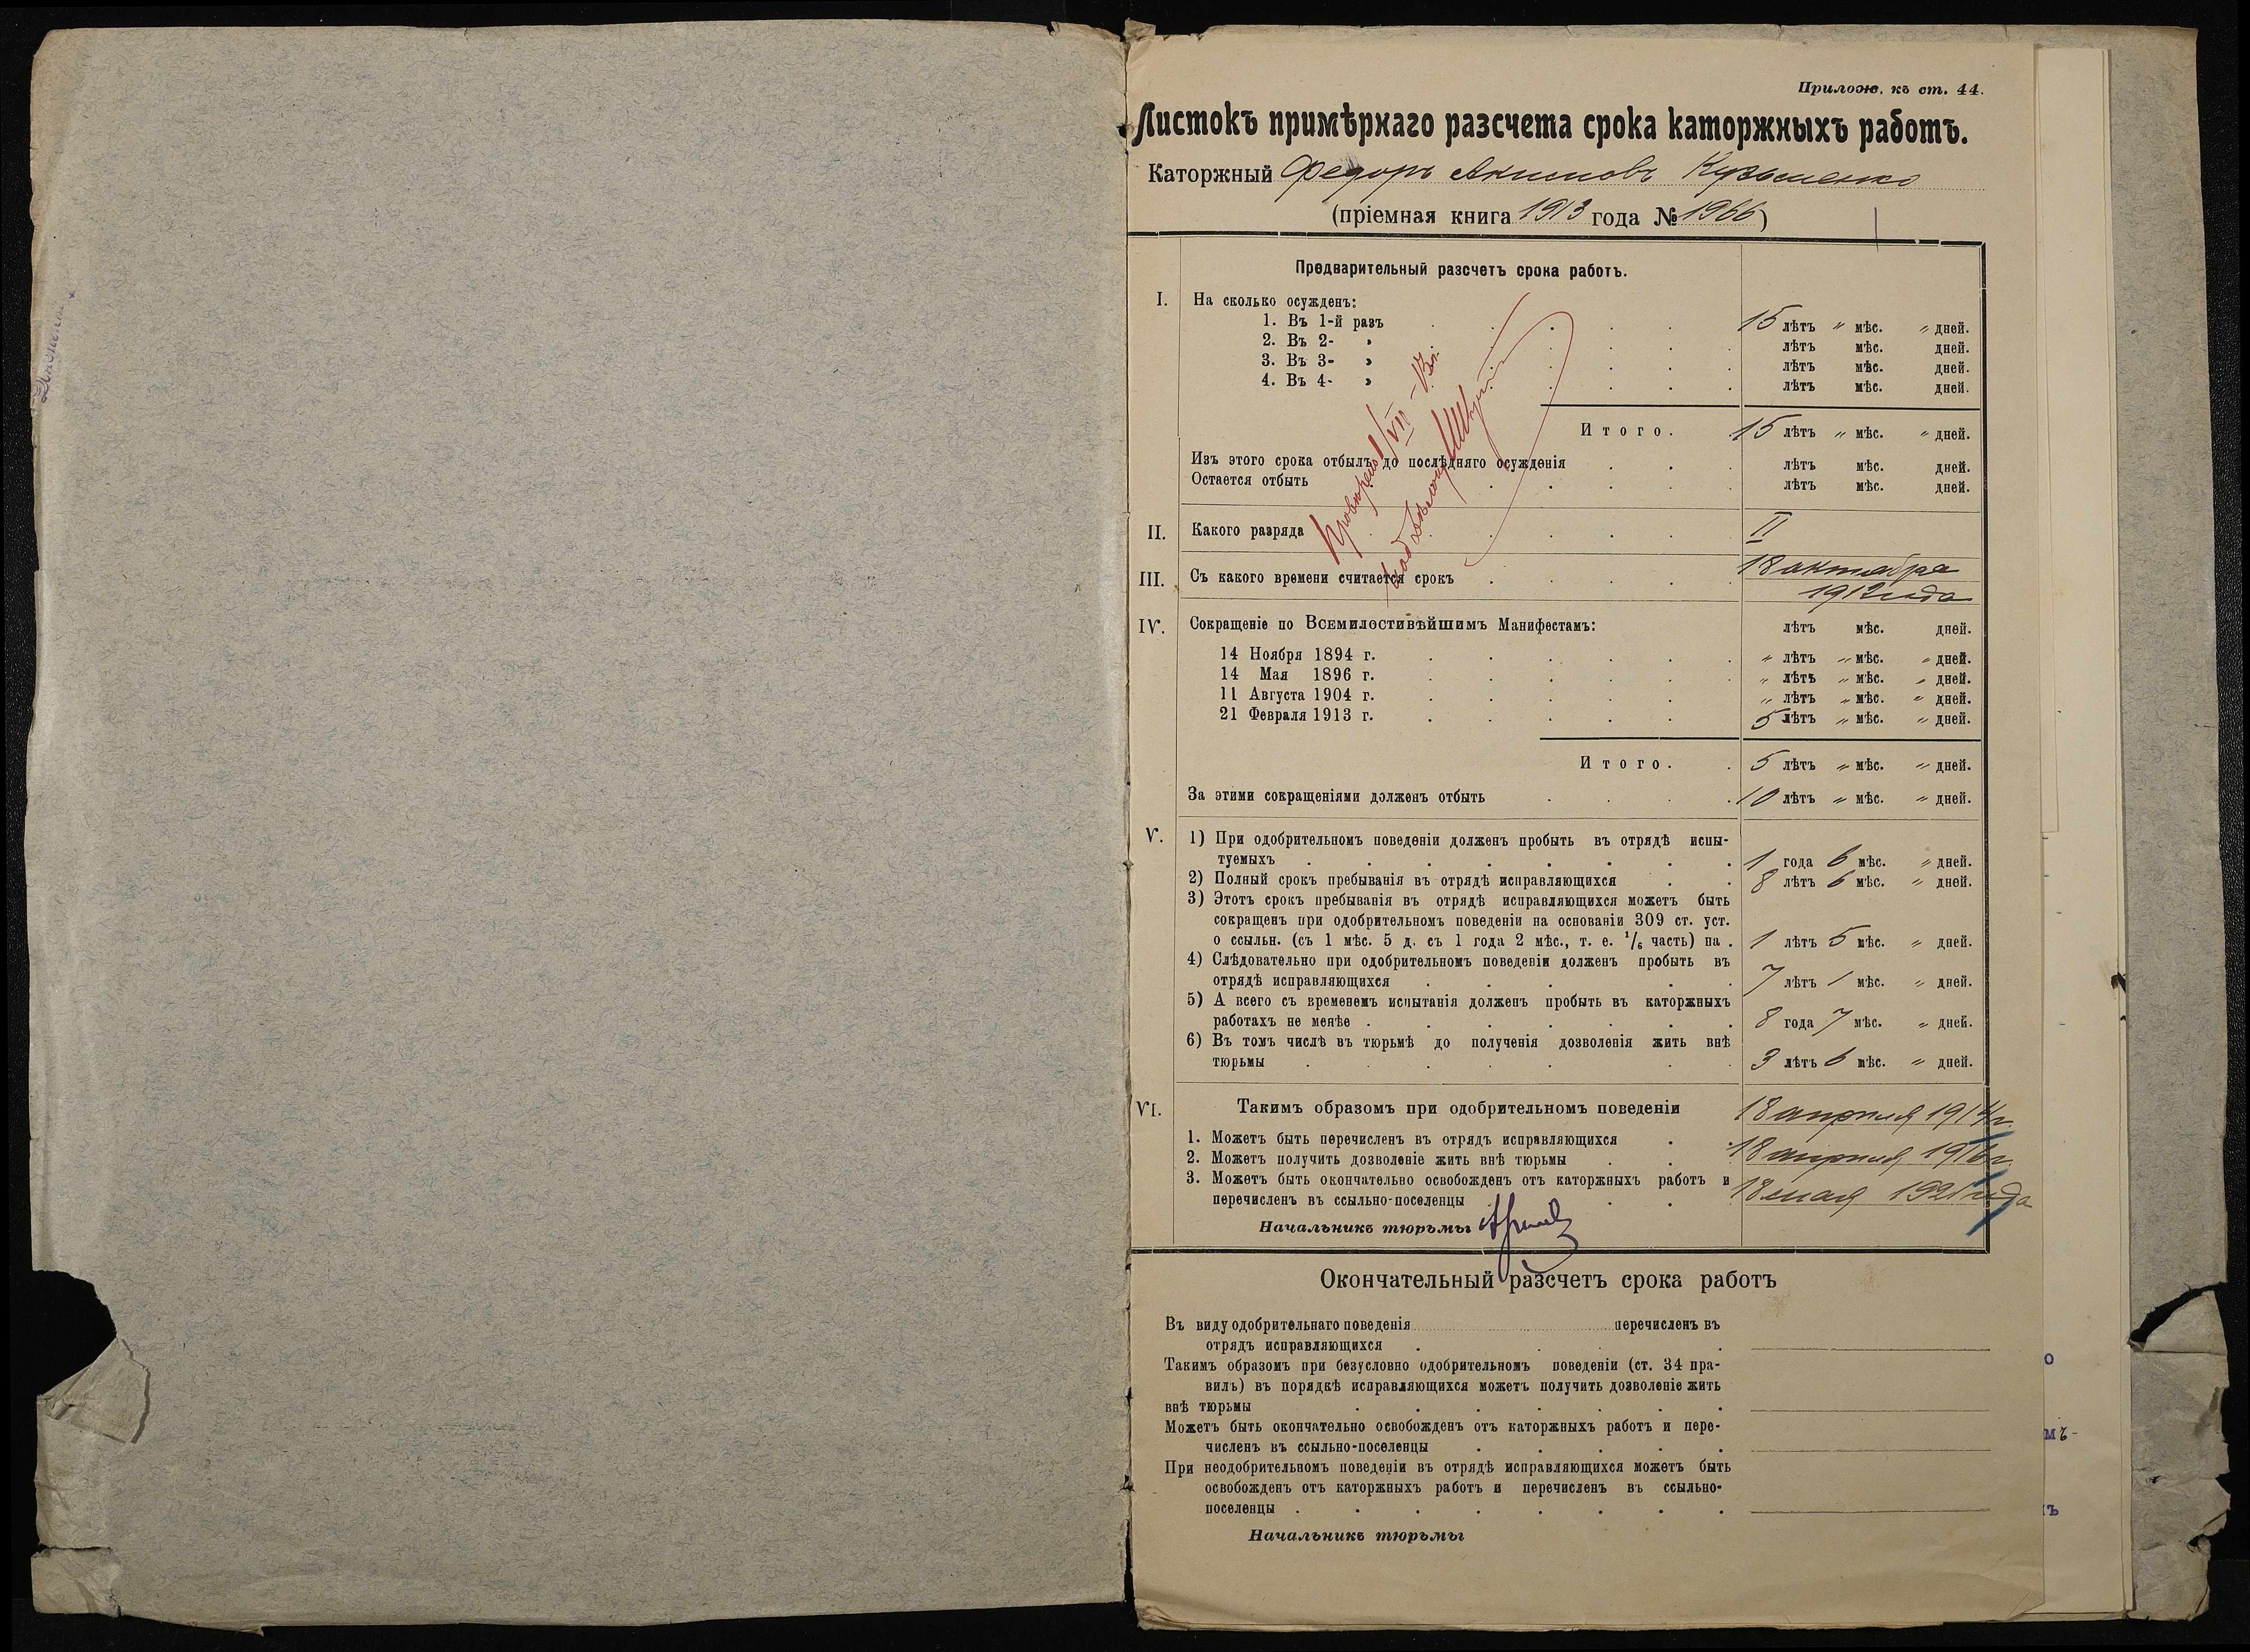 Прилож. къ ст. 44.
Листокъ примѣрнаго разсчета срока каторжныхъ работъ.
Каторжный Федоръ Акимовъ Кузьменко
(пріемная книга 1913 года № 1966)
Предварительный разсчетъ срока работъ.
I. На сколько осужденъ:
1. Въ 1-й разъ 15 лѣтъ " мѣс. " дней.
2. Въ 2- » лѣтъ мѣс. дней.
3. Въ 3- » лѣтъ мѣс. дней.
4. Въ 4- » лѣтъ мѣс. дней.
Итого. 15 лѣтъ " мѣс. " дней.
Изъ этого срока отбылъ до послѣдняго осужденія лѣтъ мѣс. дней.
Остается отбыть лѣтъ мѣс. дней.
II. Какого разряда II
III. Съ какого времени считается срокъ 18 октября
1912 года
IV. Сокращеніе по Всемилостивѣйшимъ Манифестамъ: лѣтъ мѣс. дней.
14 Ноября 1894 г. " лѣтъ " мѣс. " дней.
14 Мая 1896 г. " лѣтъ " мѣс. " дней.
11 Августа 1904 г. " лѣтъ " мѣс. " дней.
21 Февраля 1913 г. 5 лѣтъ " мѣс. " дней.
Итого. 5 лѣтъ " мѣс. " дней.
За этими сокращеніями долженъ отбыть 10 лѣтъ " мѣс. " дней.
V. 1) При одобрительномъ поведеніи долженъ пробыть въ отрядѣ испы-
туемыхъ 1 года 6 мѣс. " дней.
2) Полный срокъ пребыванія въ отрядѣ исправляющихся 8 лѣтъ 6 мѣс. " дней.
3) Этотъ срокъ пребыванія въ отрядѣ исправляющихся можетъ быть
сокращенъ при одобрительномъ поведеніи на основаніи 309 ст. уст.
о ссыльн. (съ 1 мѣс. 5 д. съ 1 года 2 мѣс., т. е. 1/6 часть) на. 1 лѣтъ 5 мѣс. " дней.
4) Слѣдовательно при одобрительномъ поведеніи долженъ пробыть въ
отрядѣ исправляющихся 7 лѣтъ 1 мѣс. " дней.
5) А всего съ временемъ испытанія долженъ пробыть въ каторжныхъ
работахъ не менѣе 8 года 7 мѣс. " дней.
6) Въ томъ числѣ въ тюрьмѣ до полученія дозволенія жить внѣ
тюрьмы 3 лѣтъ 6 мѣс. " дней.
VI. Такимъ образомъ при одобрительномъ поведеніи
1. Можетъ быть перечисленъ въ отрядъ исправляющихся 18 апрѣля 1914 г.
2. Можетъ получить дозволеніе жить внѣ тюрьмы 18 апрѣля 1916 г.
3. Можетъ быть окончательно освобожденъ отъ каторжныхъ работъ и
перечисленъ въ ссыльно-поселенцы 18 мая 1921 года
Начальникъ тюрьмы
Окончательный разсчетъ срока работъ
Въ виду одобрительнаго поведенія перечисленъ въ
отрядъ исправляющихся
Такимъ образомъ при безусловно одобрительномъ поведеніи (ст. 34 пра-
вилъ) въ порядкѣ исправляющихся можетъ получить дозволеніе жить
внѣ тюрьмы
Можетъ быть окончательно освобожденъ отъ каторжныхъ работъ и пере-
численъ въ ссыльно-поселенцы
При неодобрительномъ поведеніи въ отрядѣ исправляющихся можетъ быть
освобожденъ отъ каторжныхъ работъ и перечисленъ въ ссыльно-
поселенцы
Начальникъ тюрьмы